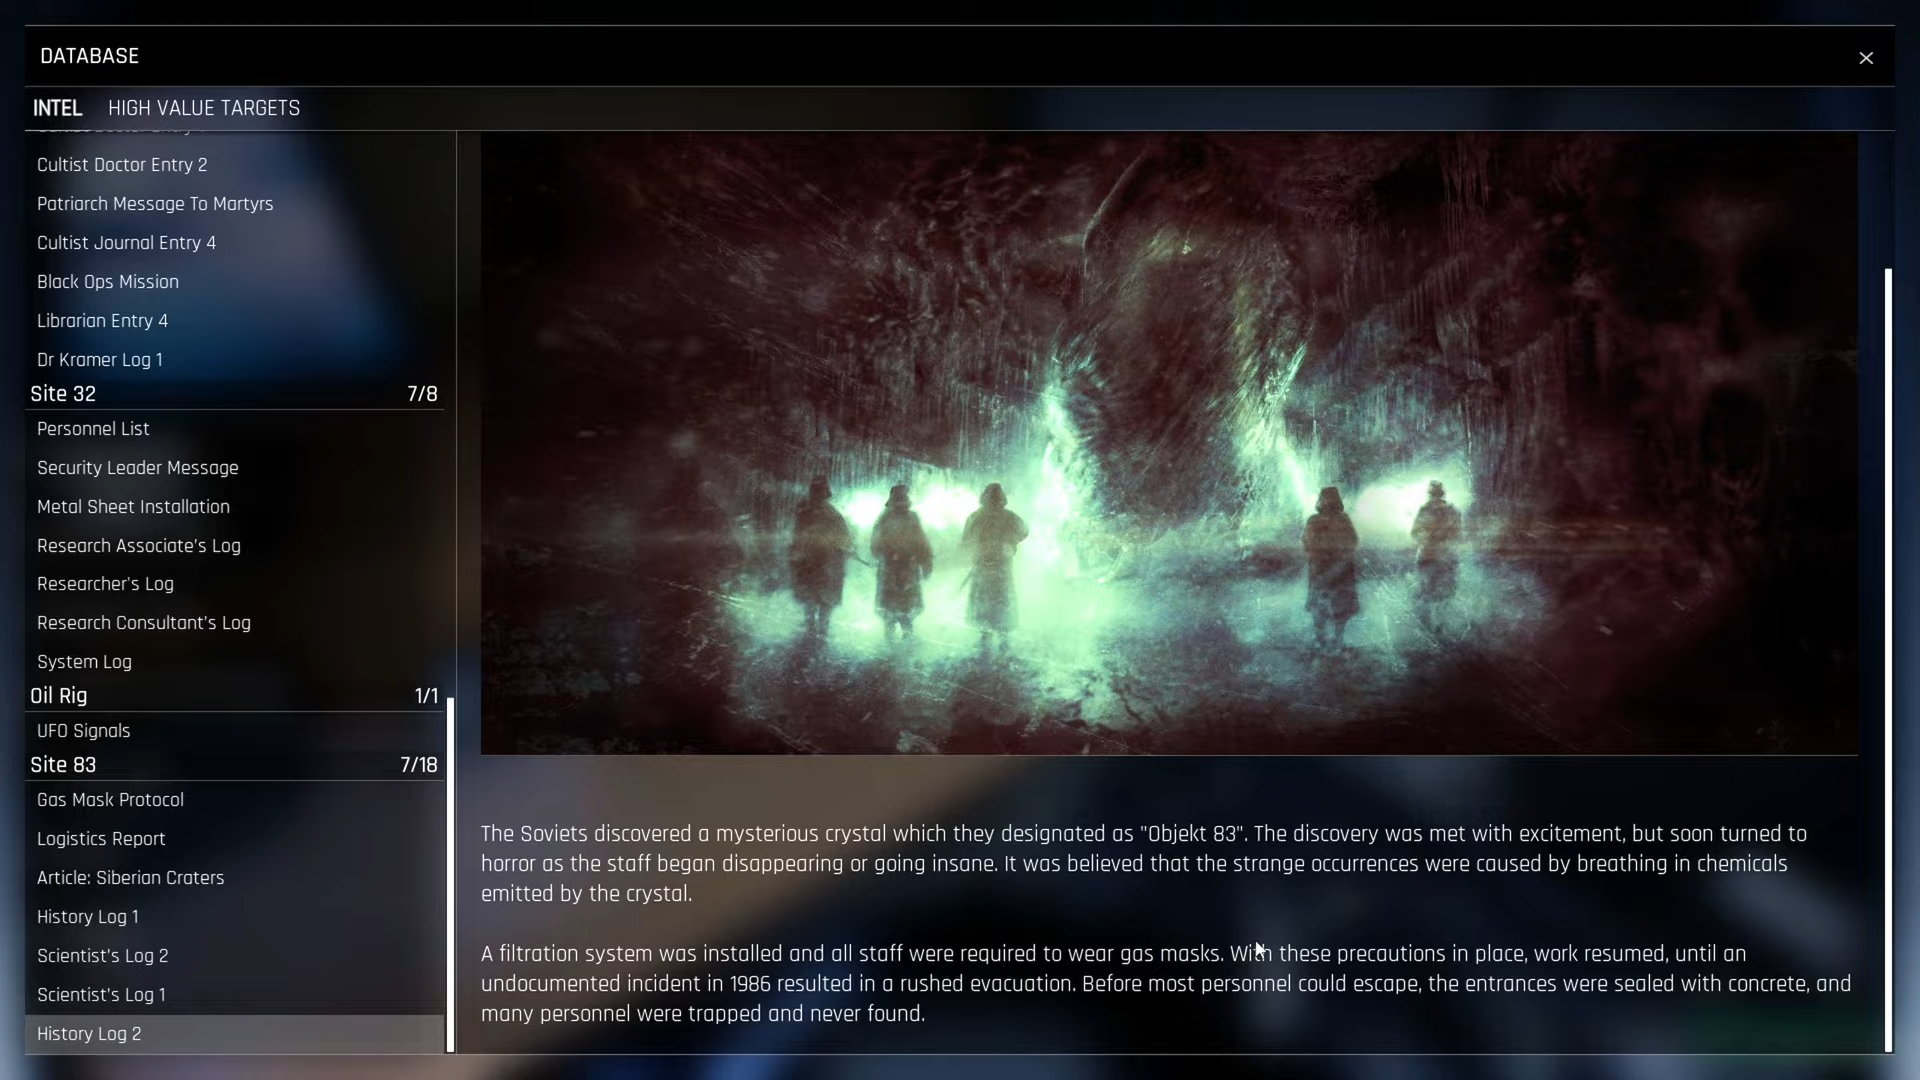 DATABASE
INTEL HIGH VALUE TARGETS
Cultist Doctor Entry 2
Patriarch Message To Martyrs
Cultist Journal Entry 4
Black Ops Mission
Librarian Entry 4
Dr Kramer Log 1
Site 32 7/8
Personnel List
Security Leader Message
Metal Sheet Installation
Research Associate's Log
Researcher's Log
Research Consultant's Log
System Log
Oil Rig 1/1
UFO Signals
Site 83 7/18
Gas Mask Protocol
Logistics Report
Article: Siberian Craters
History Log 1
Scientist's Log 2
Scientist's Log 1
History Log 2
The Soviets discovered a mysterious crystal which they designated as "Objekt 83". The discovery was met with excitement, but soon turned to
horror as the staff began disappearing or going insane. It was believed that the strange occurrences were caused by breathing in chemicals
emitted by the crystal.
A filtration system was installed and all staff were required to wear gas masks. With these precautions in place, work resumed, until an
undocumented incident in 1986 resulted in a rushed evacuation. Before most personnel could escape, the entrances were sealed with concrete, and
many personnel were trapped and never found.